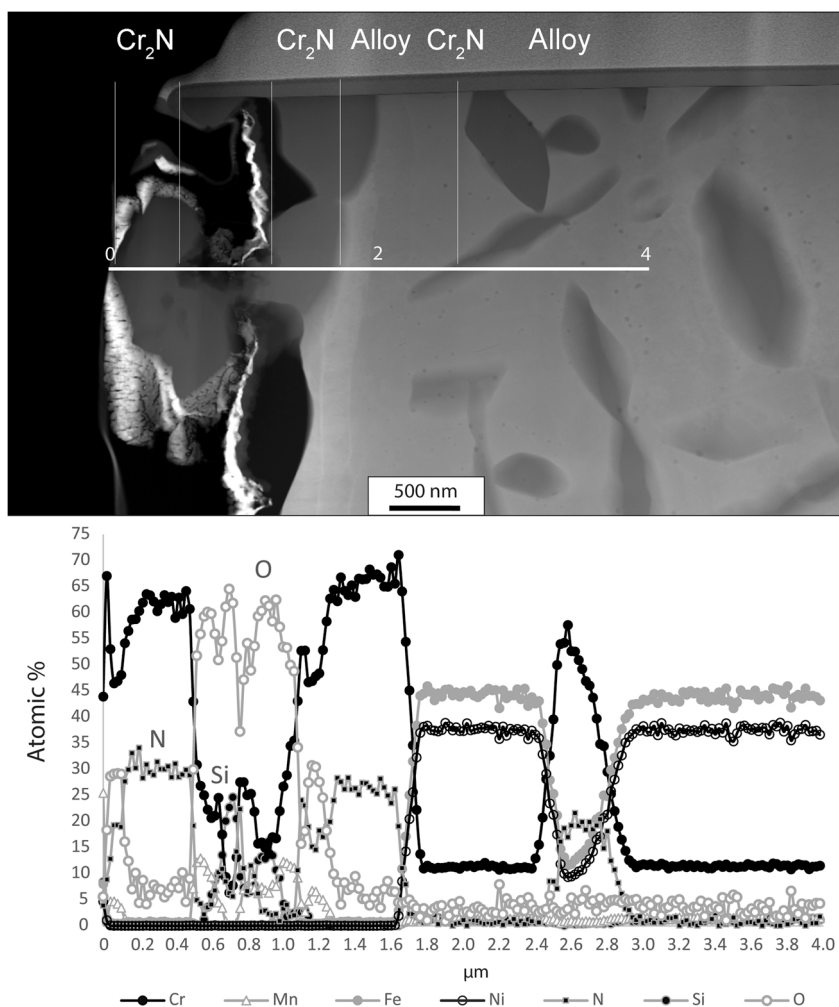 Cr₂N Cr₂N Alloy Cr₂N Alloy
0 2 4
500 nm
75
70
65
60
55
50
45
40
35
30
25
20
15
10
5
0
Atomic %
O
N
Si
0 0.2 0.4 0.6 0.8 1.0 1.2 1.4 1.6 1.8 2.0 2.2 2.4 2.6 2.8 3.0 3.2 3.4 3.6 3.8 4.0
μm
Cr Mn Fe Ni N Si O